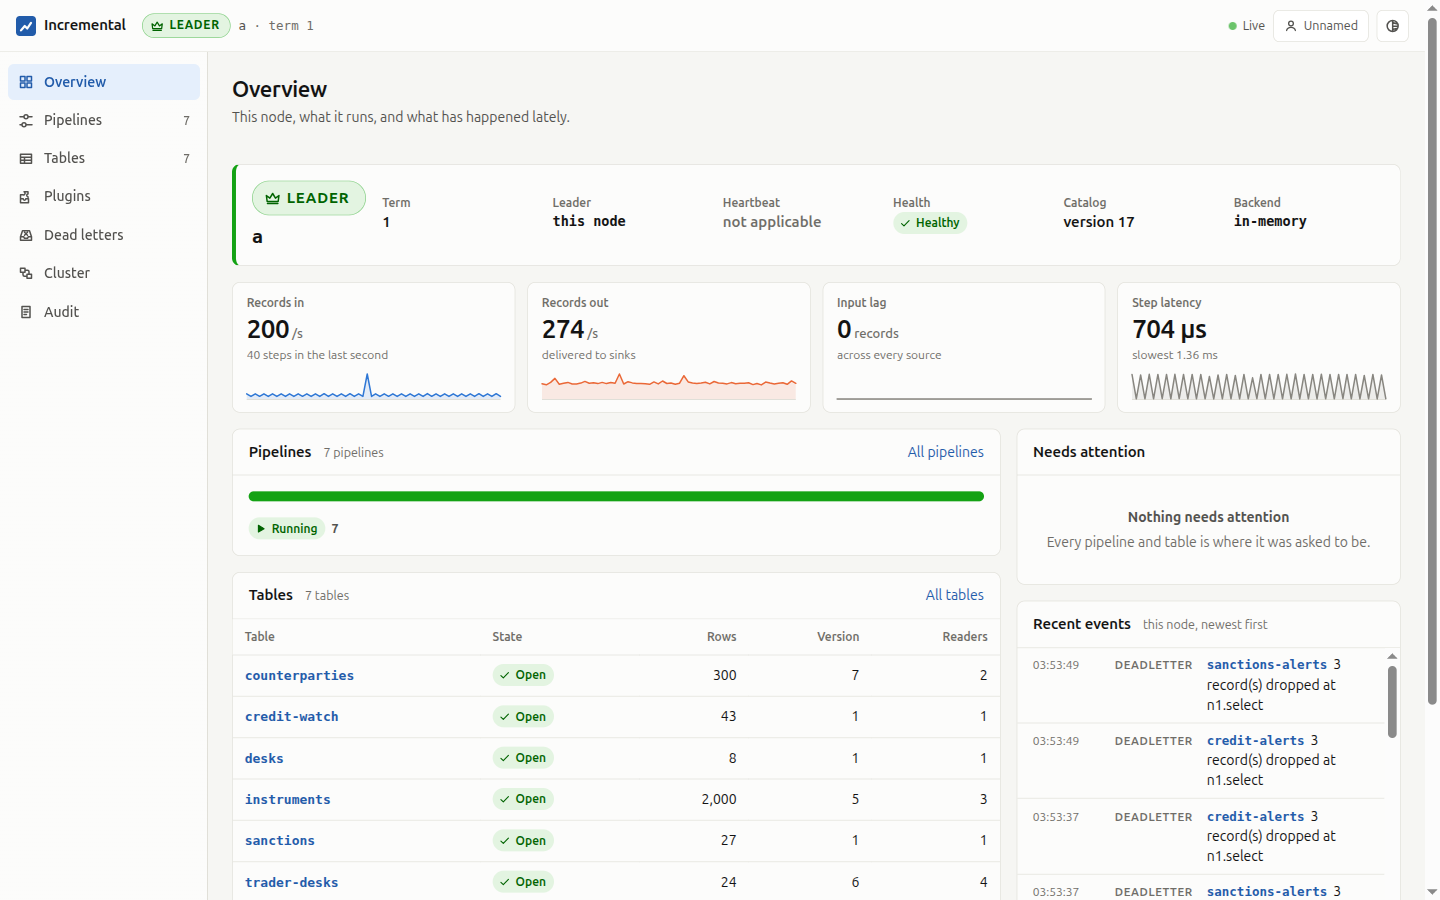 Incremental
LEADER
a · term 1
Live
Unnamed
Overview
Pipelines 7
Tables 7
Plugins
Dead letters
Cluster
Audit
Overview
This node, what it runs, and what has happened lately.
LEADER
a
Term
1
Leader
this node
Heartbeat
not applicable
Health
Healthy
Catalog
version 17
Backend
in-memory
Records in
200 /s
40 steps in the last second
Records out
274 /s
delivered to sinks
Input lag
0 records
across every source
Step latency
704 µs
slowest 1.36 ms
Pipelines 7 pipelines All pipelines
Running 7
Tables 7 tables All tables
Table State Rows Version Readers
counterparties Open 300 7 2
credit-watch Open 43 1 1
desks Open 8 1 1
instruments Open 2,000 5 3
sanctions Open 27 1 1
trader-desks Open 24 6 4
Needs attention
Nothing needs attention
Every pipeline and table is where it was asked to be.
Recent events this node, newest first
03:53:49 DEADLETTER sanctions-alerts 3
record(s) dropped at
n1.select
03:53:49 DEADLETTER credit-alerts 3
record(s) dropped at
n1.select
03:53:37 DEADLETTER credit-alerts 3
record(s) dropped at
n1.select
03:53:37 DEADLETTER sanctions-alerts 3